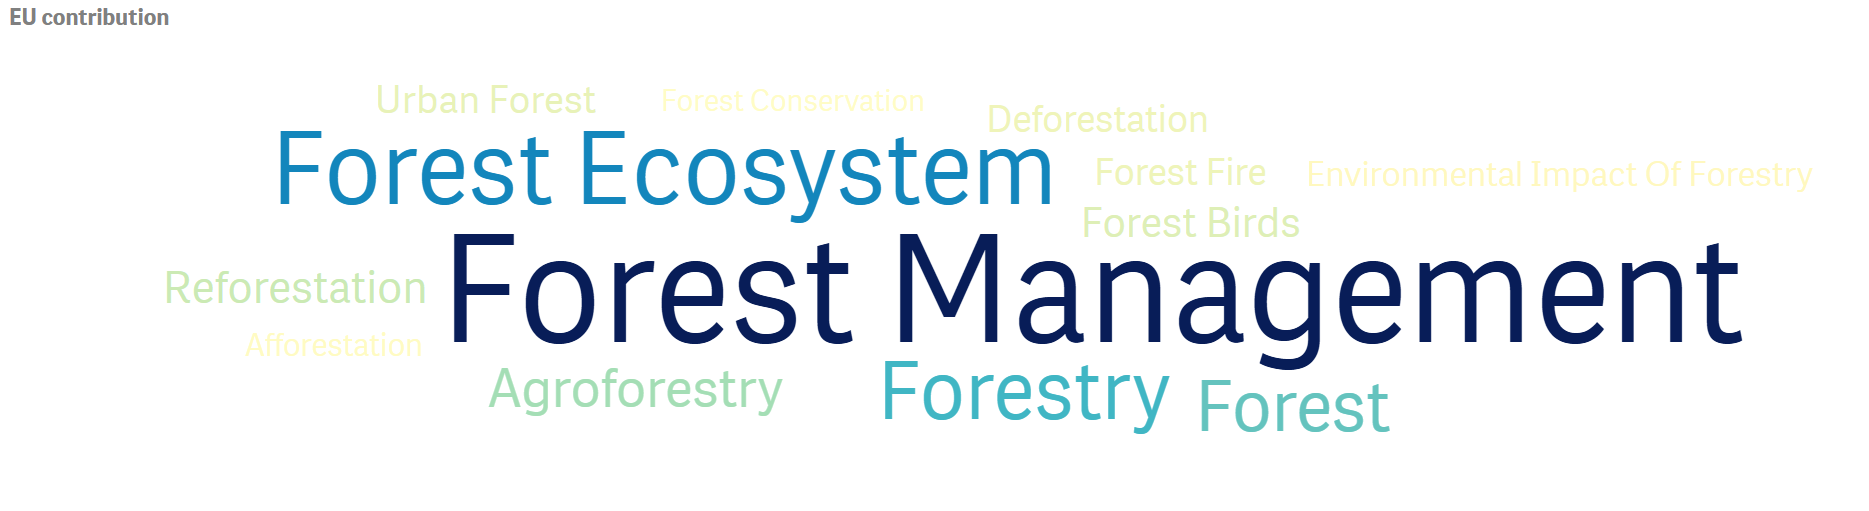 EU contribution
Urban Forest
Forest Conservation
Deforestation
Forest Ecosystem
Forest Fire
Environmental Impact Of Forestry
Forest Birds
Forest Management
Reforestation
Afforestation
Agroforestry
Forestry
Forest